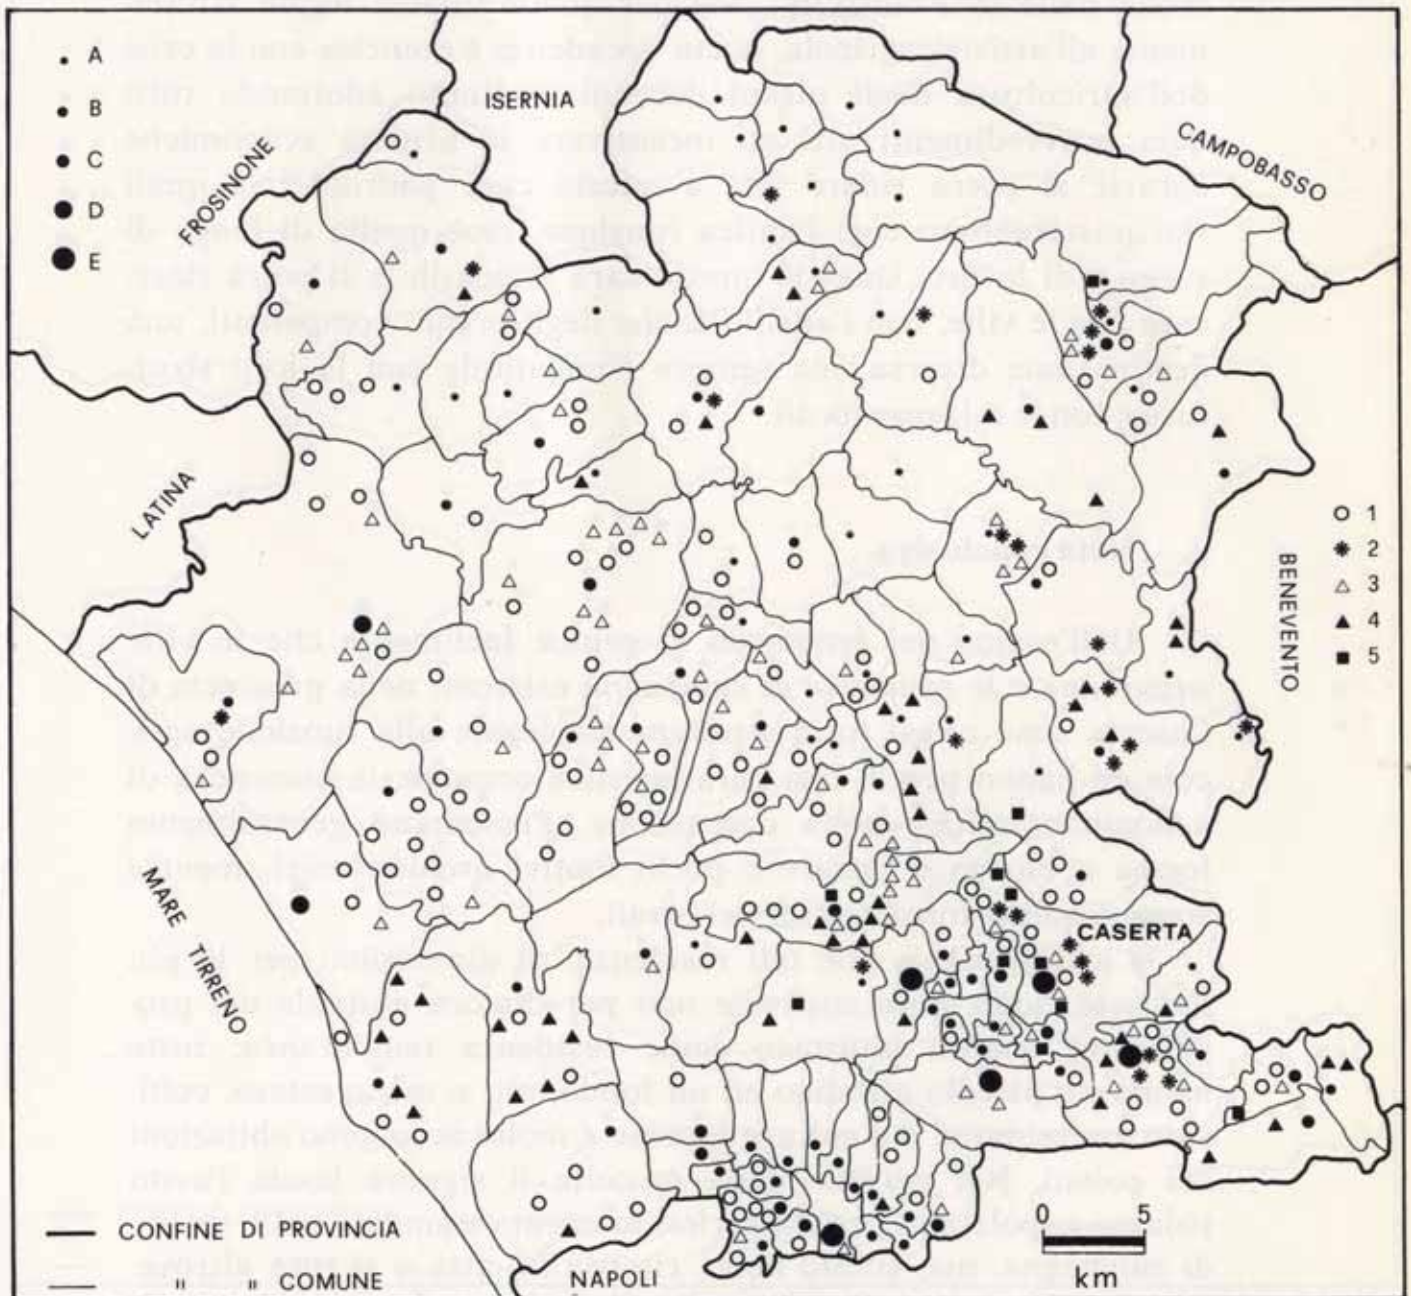 A
B
C
D
E
ISERNIA
FROSINONE
CAMPOBASSO
LATINA
1
2
3
4
5
BENEVENTO
MARE TIRRENO
CASERTA
0 5
km
CONFINE DI PROVINCIA
" " COMUNE
NAPOLI